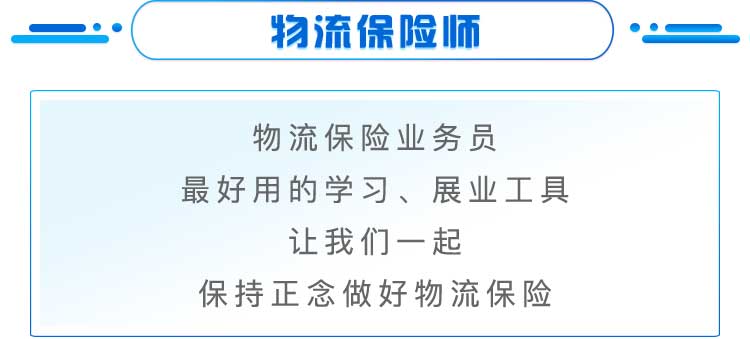 物流保险师
物流保险业务员
最好用的学习、展业工具
让我们一起
保持正念做好物流保险